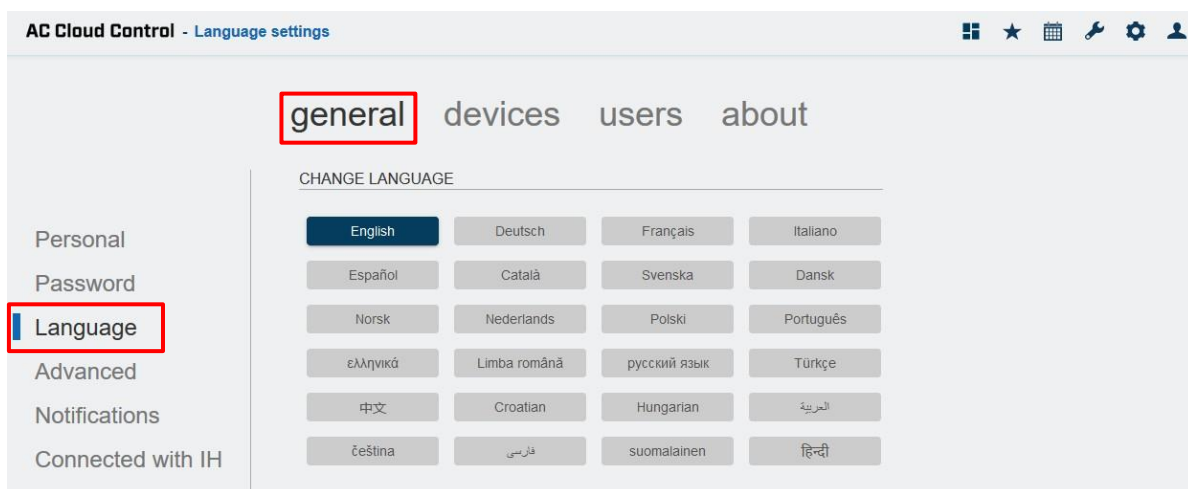 AC Cloud Control - Language settings
general devices users about
CHANGE LANGUAGE
English Deutsch Français Italiano
Español Català Svenska Dansk
Norsk Nederlands Polski Português
ελληνικά Limba română русский язык Türkçe
中文 Croatian Hungarian العربية
čeština فارسی suomalainen हिन्दी
Personal
Password
Language
Advanced
Notifications
Connected with IH